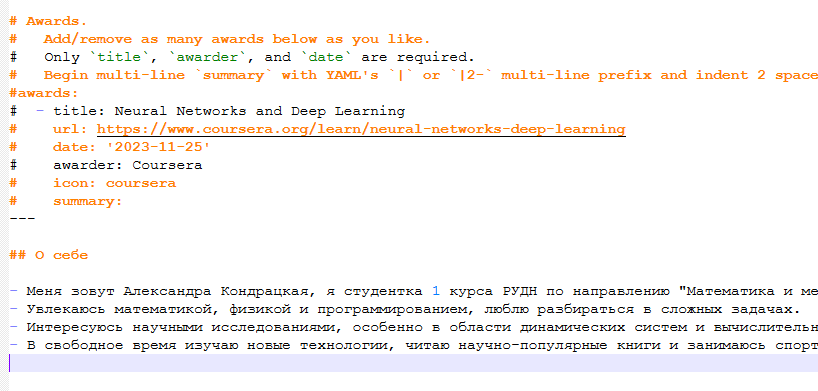 # Awards.
#   Add/remove as many awards below as you like.
#   Only `title`, `awarder`, and `date` are required.
#   Begin multi-line `summary` with YAML's `|` or `|2-` multi-line prefix and indent 2 space
#awards:
#  - title: Neural Networks and Deep Learning
#    url: https://www.coursera.org/learn/neural-networks-deep-learning
#    date: '2023-11-25'
#    awarder: Coursera
#    icon: coursera
#    summary:
---
## О себе
- Меня зовут Александра Кондрацкая, я студентка 1 курса РУДН по направлению "Математика и ме
- Увлекаюсь математикой, физикой и программированием, люблю разбираться в сложных задачах.
- Интересуюсь научными исследованиями, особенно в области динамических систем и вычислительн
- В свободное время изучаю новые технологии, читаю научно-популярные книги и занимаюсь спорт